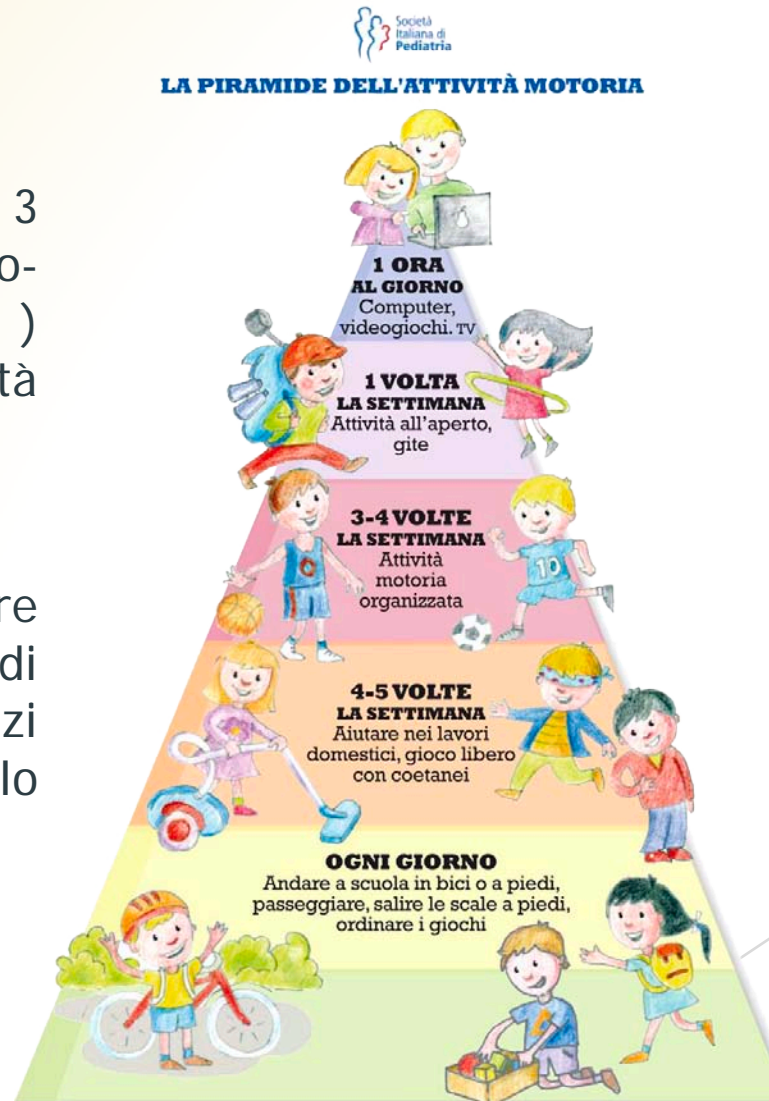 Società
Italiana di
Pediatria
LA PIRAMIDE DELL'ATTIVITÀ MOTORIA
3
o-
)
tà
re
di
zi
lo
1 ORA
AL GIORNO
Computer,
videogiochi. TV
1 VOLTA
LA SETTIMANA
Attività all'aperto,
gite
3-4 VOLTE
LA SETTIMANA
Attività
motoria
organizzata
10
4-5 VOLTE
LA SETTIMANA
Aiutare nei lavori
domestici, gioco libero
con coetanei
OGNI GIORNO
Andare a scuola in bici o a piedi,
passeggiare, salire le scale a piedi,
ordinare i giochi